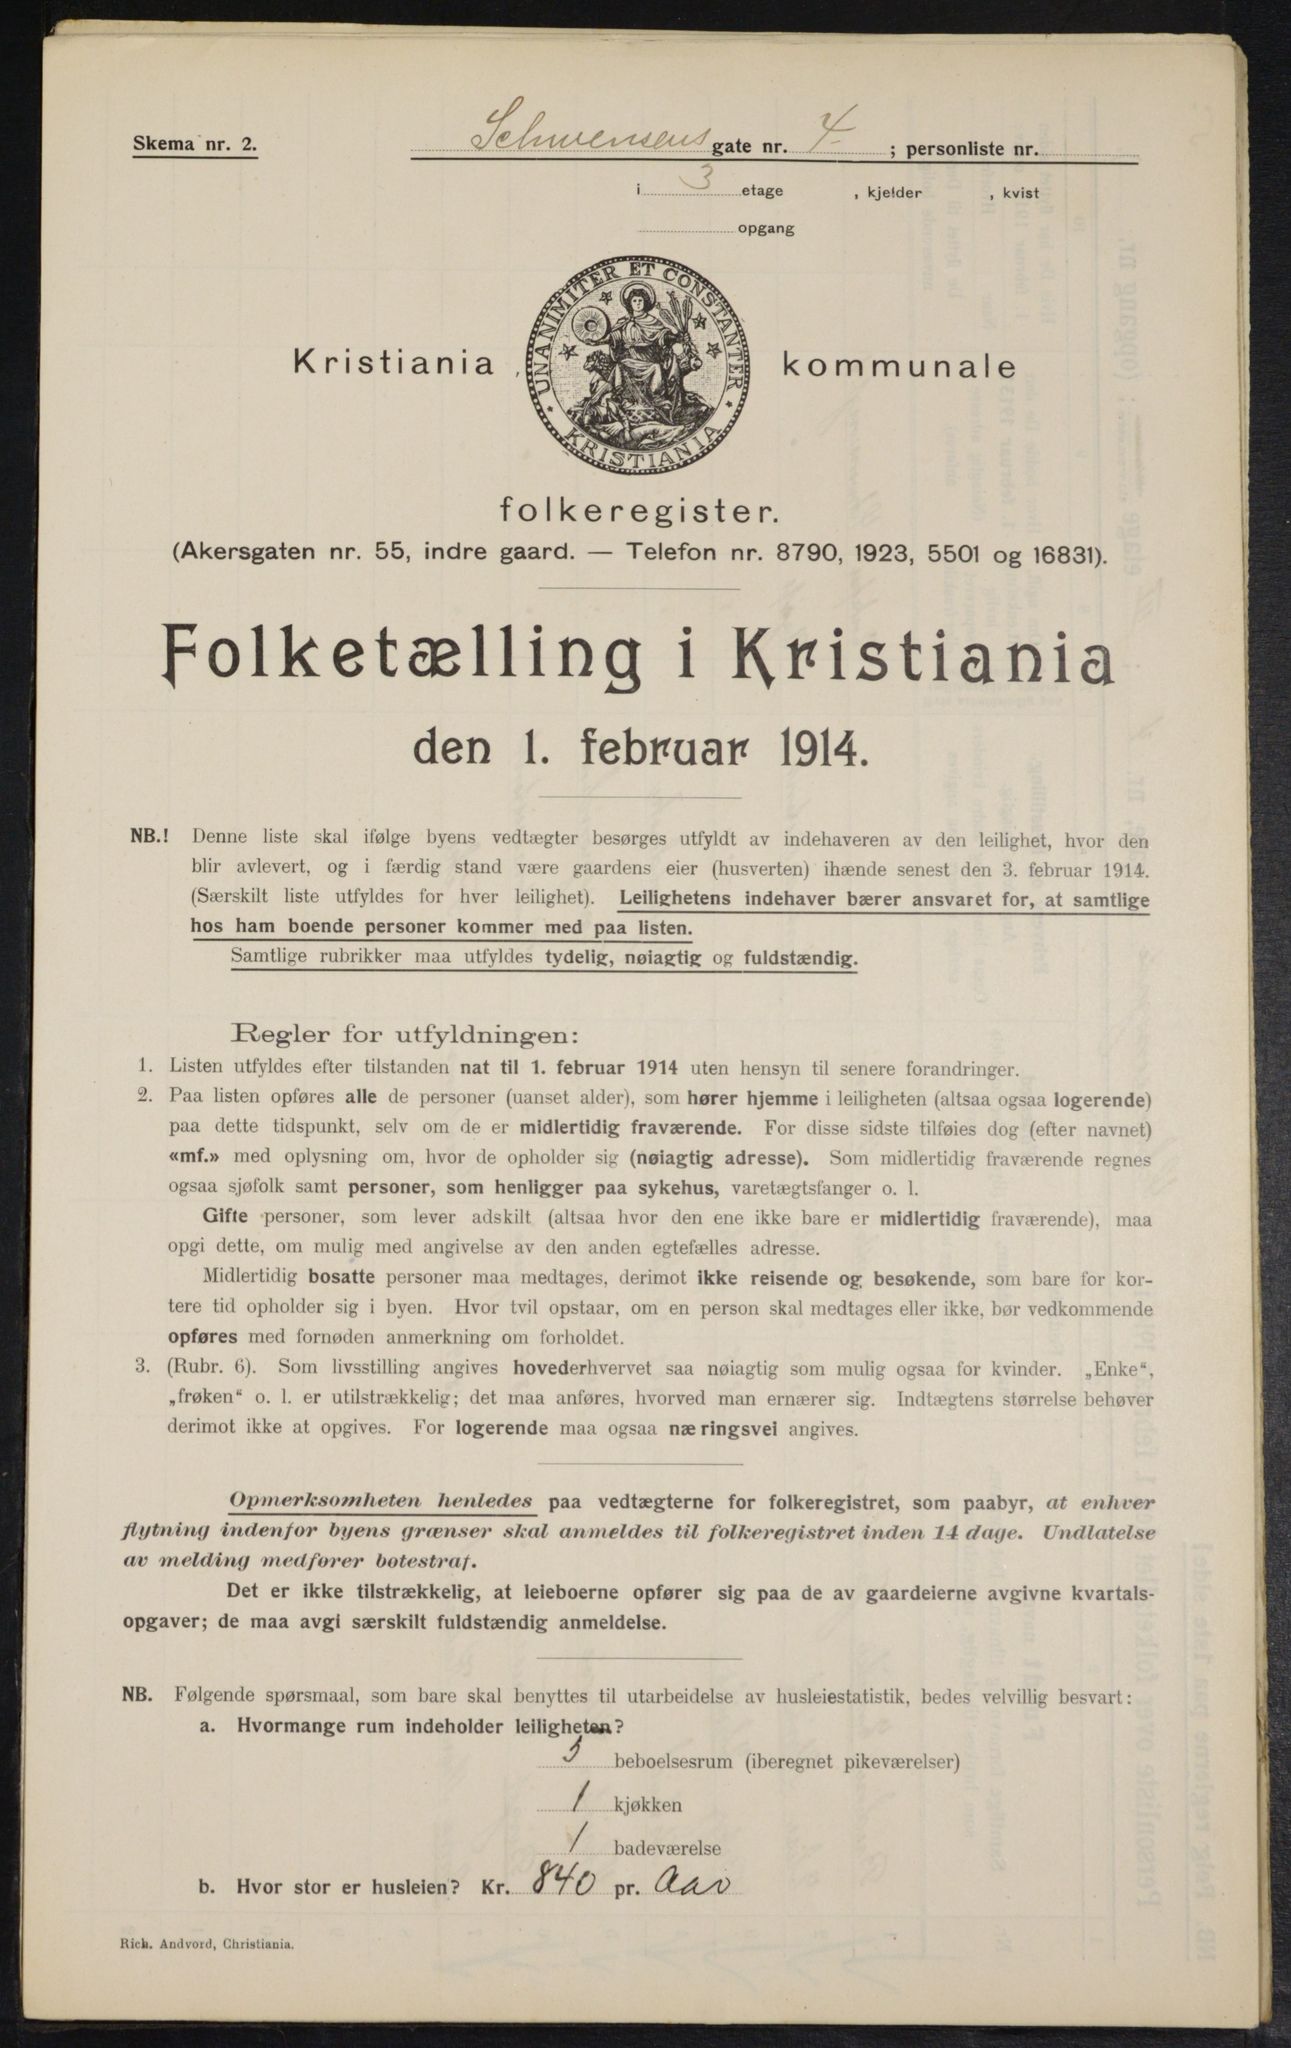 Skema nr. 2.
Schwensens gate nr. 4 ; personliste nr.
i 3 etage , kjelder , kvist
opgang
UNANIMITER ET CONSTANTER
KRISTIANIA
Kristiania kommunale
folkeregister.
(Akersgaten nr. 55, indre gaard. — Telefon nr. 8790, 1923, 5501 og 16831).
Folketælling i Kristiania
den 1. februar 1914.
NB.! Denne liste skal ifølge byens vedtægter besørges utfyldt av indehaveren av den leilighet, hvor den
blir avlevert, og i færdig stand være gaardens eier (husverten) ihænde senest den 3. februar 1914.
(Særskilt liste utfyldes for hver leilighet). Leilighetens indehaver bærer ansvaret for, at samtlige
hos ham boende personer kommer med paa listen.
Samtlige rubrikker maa utfyldes tydelig, nøiagtig og fuldstændig.
Regler for utfyldningen:
1. Listen utfyldes efter tilstanden nat til 1. februar 1914 uten hensyn til senere forandringer.
2. Paa listen opføres alle de personer (uanset alder), som hører hjemme i leiligheten (altsaa ogsaa logerende)
paa dette tidspunkt, selv om de er midlertidig fraværende. For disse sidste tilføies dog (efter navnet)
«mf.» med oplysning om, hvor de opholder sig (nøiagtig adresse). Som midlertidig fraværende regnes
ogsaa sjøfolk samt personer, som henligger paa sykehus, varetægtsfanger o. l.
Gifte personer, som lever adskilt (altsaa hvor den ene ikke bare er midlertidig fraværende), maa
opgi dette, om mulig med angivelse av den anden egtefælles adresse.
Midlertidig bosatte personer maa medtages, derimot ikke reisende og besøkende, som bare for kor-
tere tid opholder sig i byen. Hvor tvil opstaar, om en person skal medtages eller ikke, bør vedkommende
opføres med fornøden anmerkning om forholdet.
3. (Rubr. 6). Som livsstilling angives hovederhvervet saa nøiagtig som mulig ogsaa for kvinder. „Enke“,
„frøken“ o. l. er utilstrækkelig; det maa anføres, hvorved man ernærer sig. Indtægtens størrelse behøver
derimot ikke at opgives. For logerende maa ogsaa næringsvei angives.
Opmerksomheten henledes paa vedtægterne for folkeregistret, som paabyr, at enhver
flytning indenfor byens grænser skal anmeldes til folkeregistret inden 14 dage. Undlatelse
av melding medfører bøtestraf.
Det er ikke tilstrækkelig, at leieboerne opfører sig paa de av gaardeierne avgivne kvartals-
opgaver; de maa avgi særskilt fuldstændig anmeldelse.
NB. Følgende spørsmaal, som bare skal benyttes til utarbeidelse av husleiestatistik, bedes velvillig besvart:
a. Hvormange rum indeholder leiligheten?
5 beboelsesrum (iberegnet pikeværelser)
1 kjøkken
1 badeværelse
b. Hvor stor er husleien? Kr. 840 pr. Aar
Rich. Andvord, Christiania.